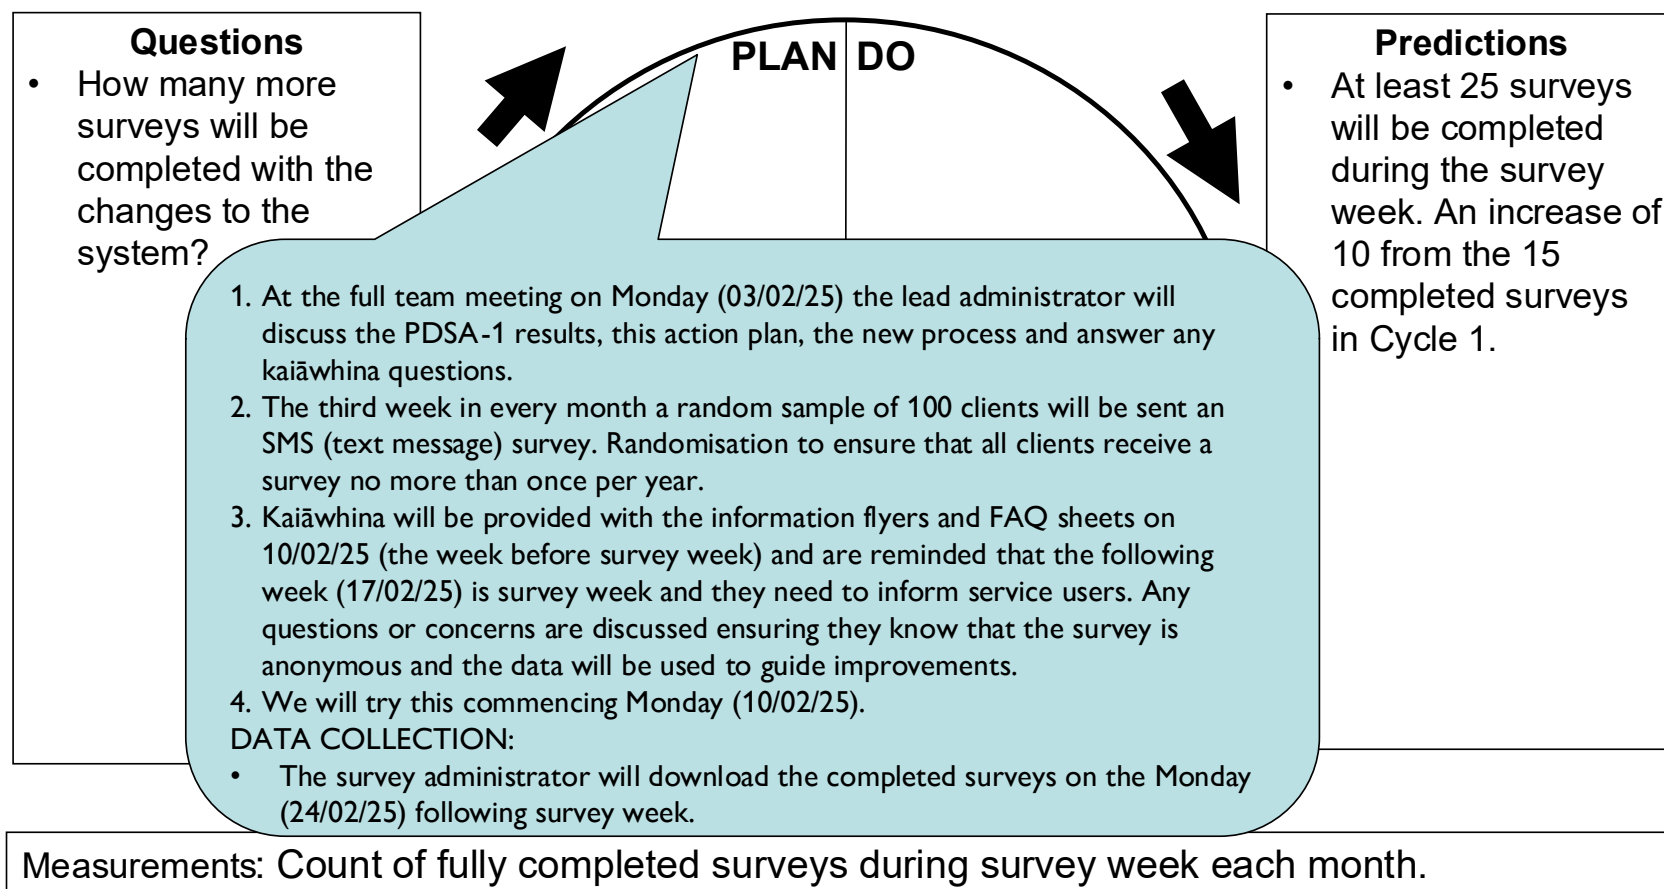 Questions
• How many more
surveys will be
completed with the
changes to the
system?
PLAN DO
Predictions
• At least 25 surveys
will be completed
during the survey
week. An increase of
10 from the 15
completed surveys
in Cycle 1.
1. At the full team meeting on Monday (03/02/25) the lead administrator will
discuss the PDSA-1 results, this action plan, the new process and answer any
kaiāwhina questions.
2. The third week in every month a random sample of 100 clients will be sent an
SMS (text message) survey. Randomisation to ensure that all clients receive a
survey no more than once per year.
3. Kaiāwhina will be provided with the information flyers and FAQ sheets on
10/02/25 (the week before survey week) and are reminded that the following
week (17/02/25) is survey week and they need to inform service users. Any
questions or concerns are discussed ensuring they know that the survey is
anonymous and the data will be used to guide improvements.
4. We will try this commencing Monday (10/02/25).
DATA COLLECTION:
• The survey administrator will download the completed surveys on the Monday
(24/02/25) following survey week.
Measurements: Count of fully completed surveys during survey week each month.